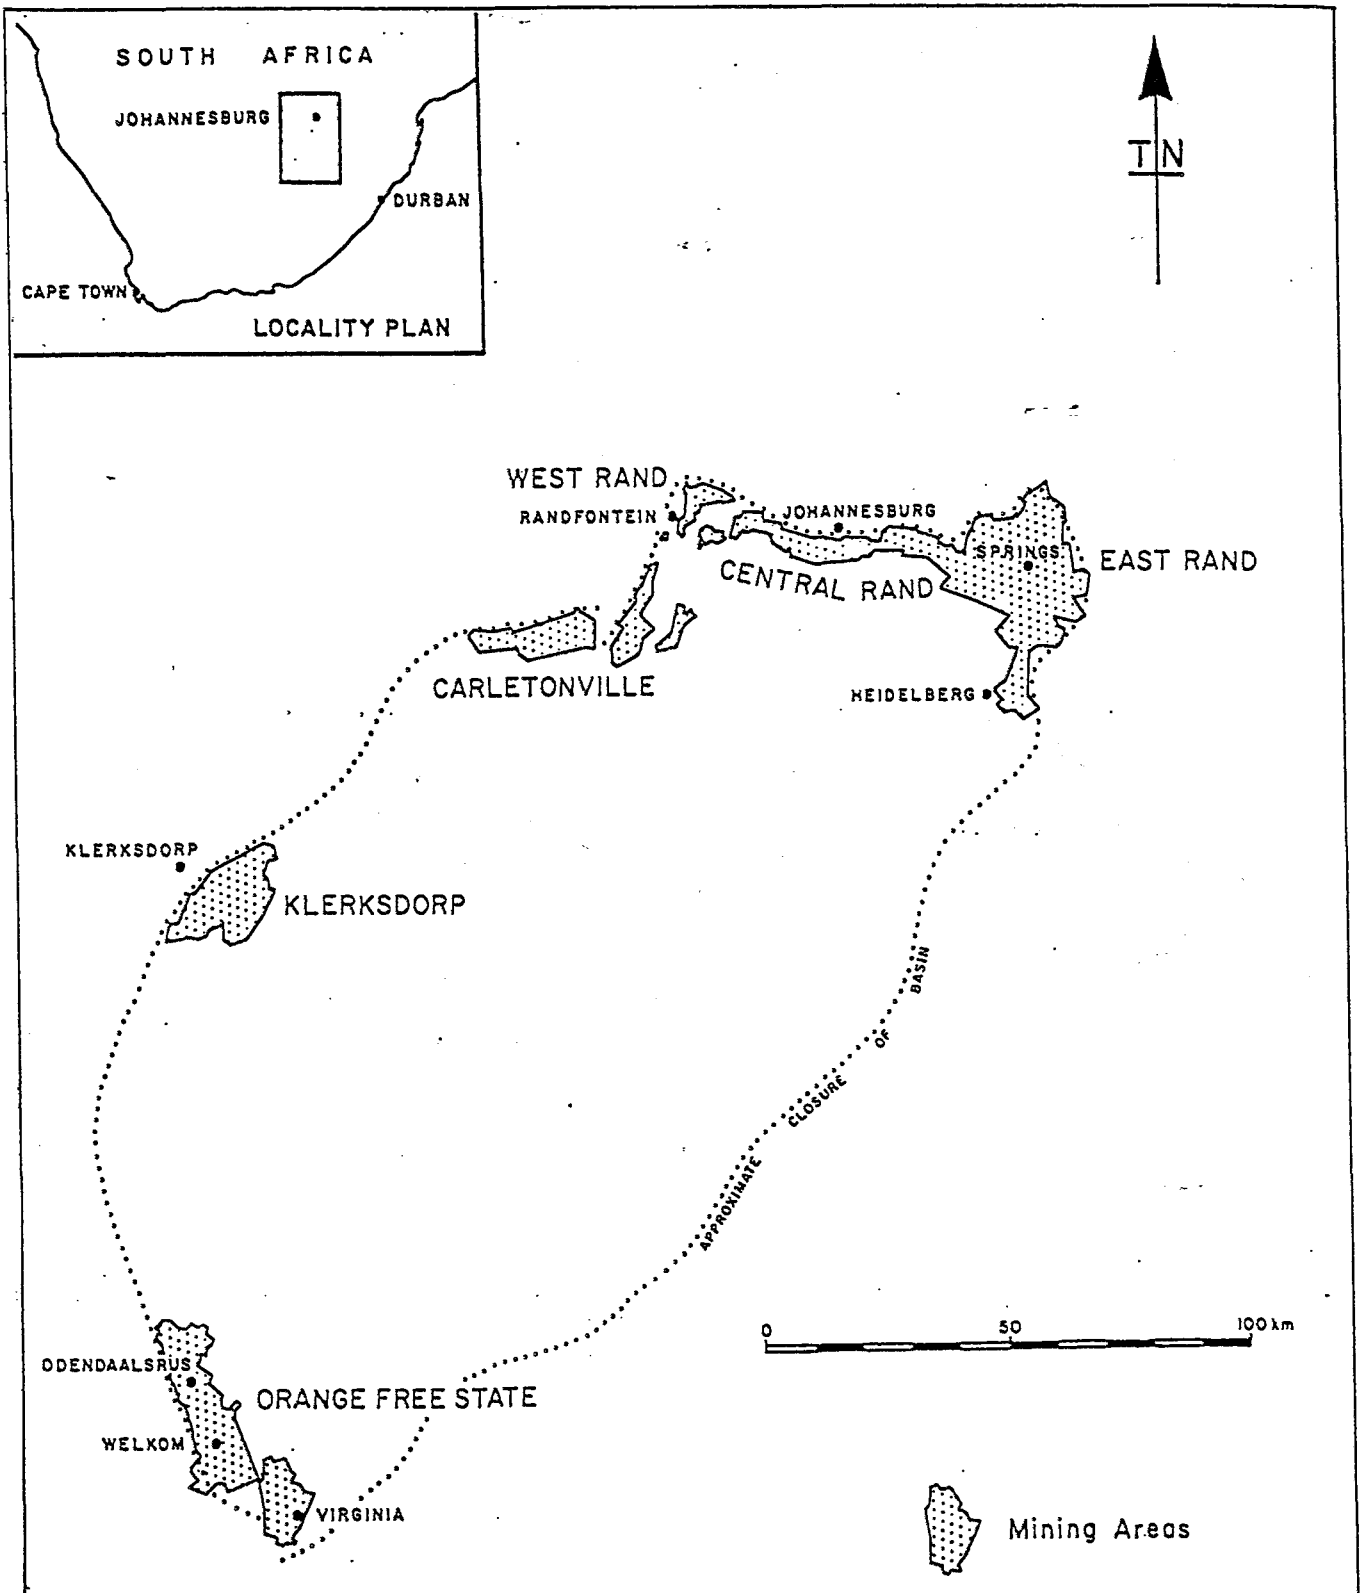 SOUTH AFRICA
JOHANNESBURG
DURBAN
CAPE TOWN
LOCALITY PLAN
TN
WEST RAND
RANDFONTEIN
JOHANNESBURG
SPRINGS
EAST RAND
CENTRAL RAND
CARLETONVILLE
HEIDELBERG
KLERKSDORP
KLERKSDORP
APPROXIMATE CLOSURE OF BASIN
0 50 100 km
ODENDAALSRUS
ORANGE FREE STATE
WELKOM
VIRGINIA
Mining Areas